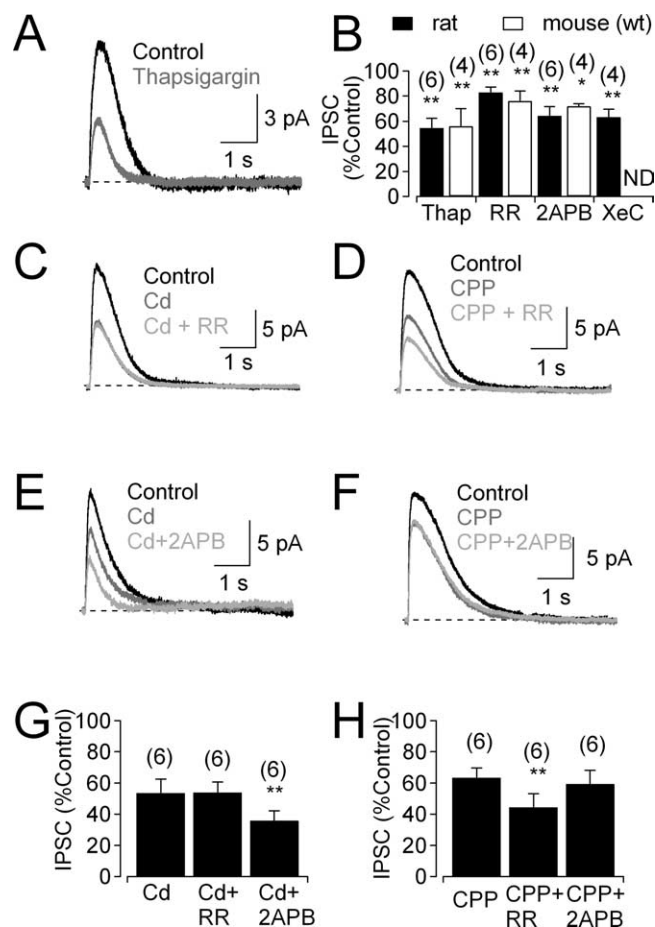 A
Control
Thapsigargin
3 pA
1 s
B
rat
mouse (wt)
(6) (4) (6) (4) (6) (4) (4)
** ** ** ** ** * **
IPSC
(%Control)
100
80
60
40
20
0
ND
Thap RR 2APB XeC
C
Control
Cd
Cd + RR
5 pA
1 s
D
Control
CPP
CPP + RR
5 pA
1 s
E
Control
Cd
Cd+2APB
5 pA
1 s
F
Control
CPP
CPP+2APB
5 pA
1 s
G
IPSC (%Control)
100
80
60
40
20
0
(6) (6) (6)
**
Cd Cd+ Cd+
RR 2APB
H
IPSC (%Control)
100
80
60
40
20
0
(6) (6) (6)
**
CPP CPP+ CPP+
RR 2APB